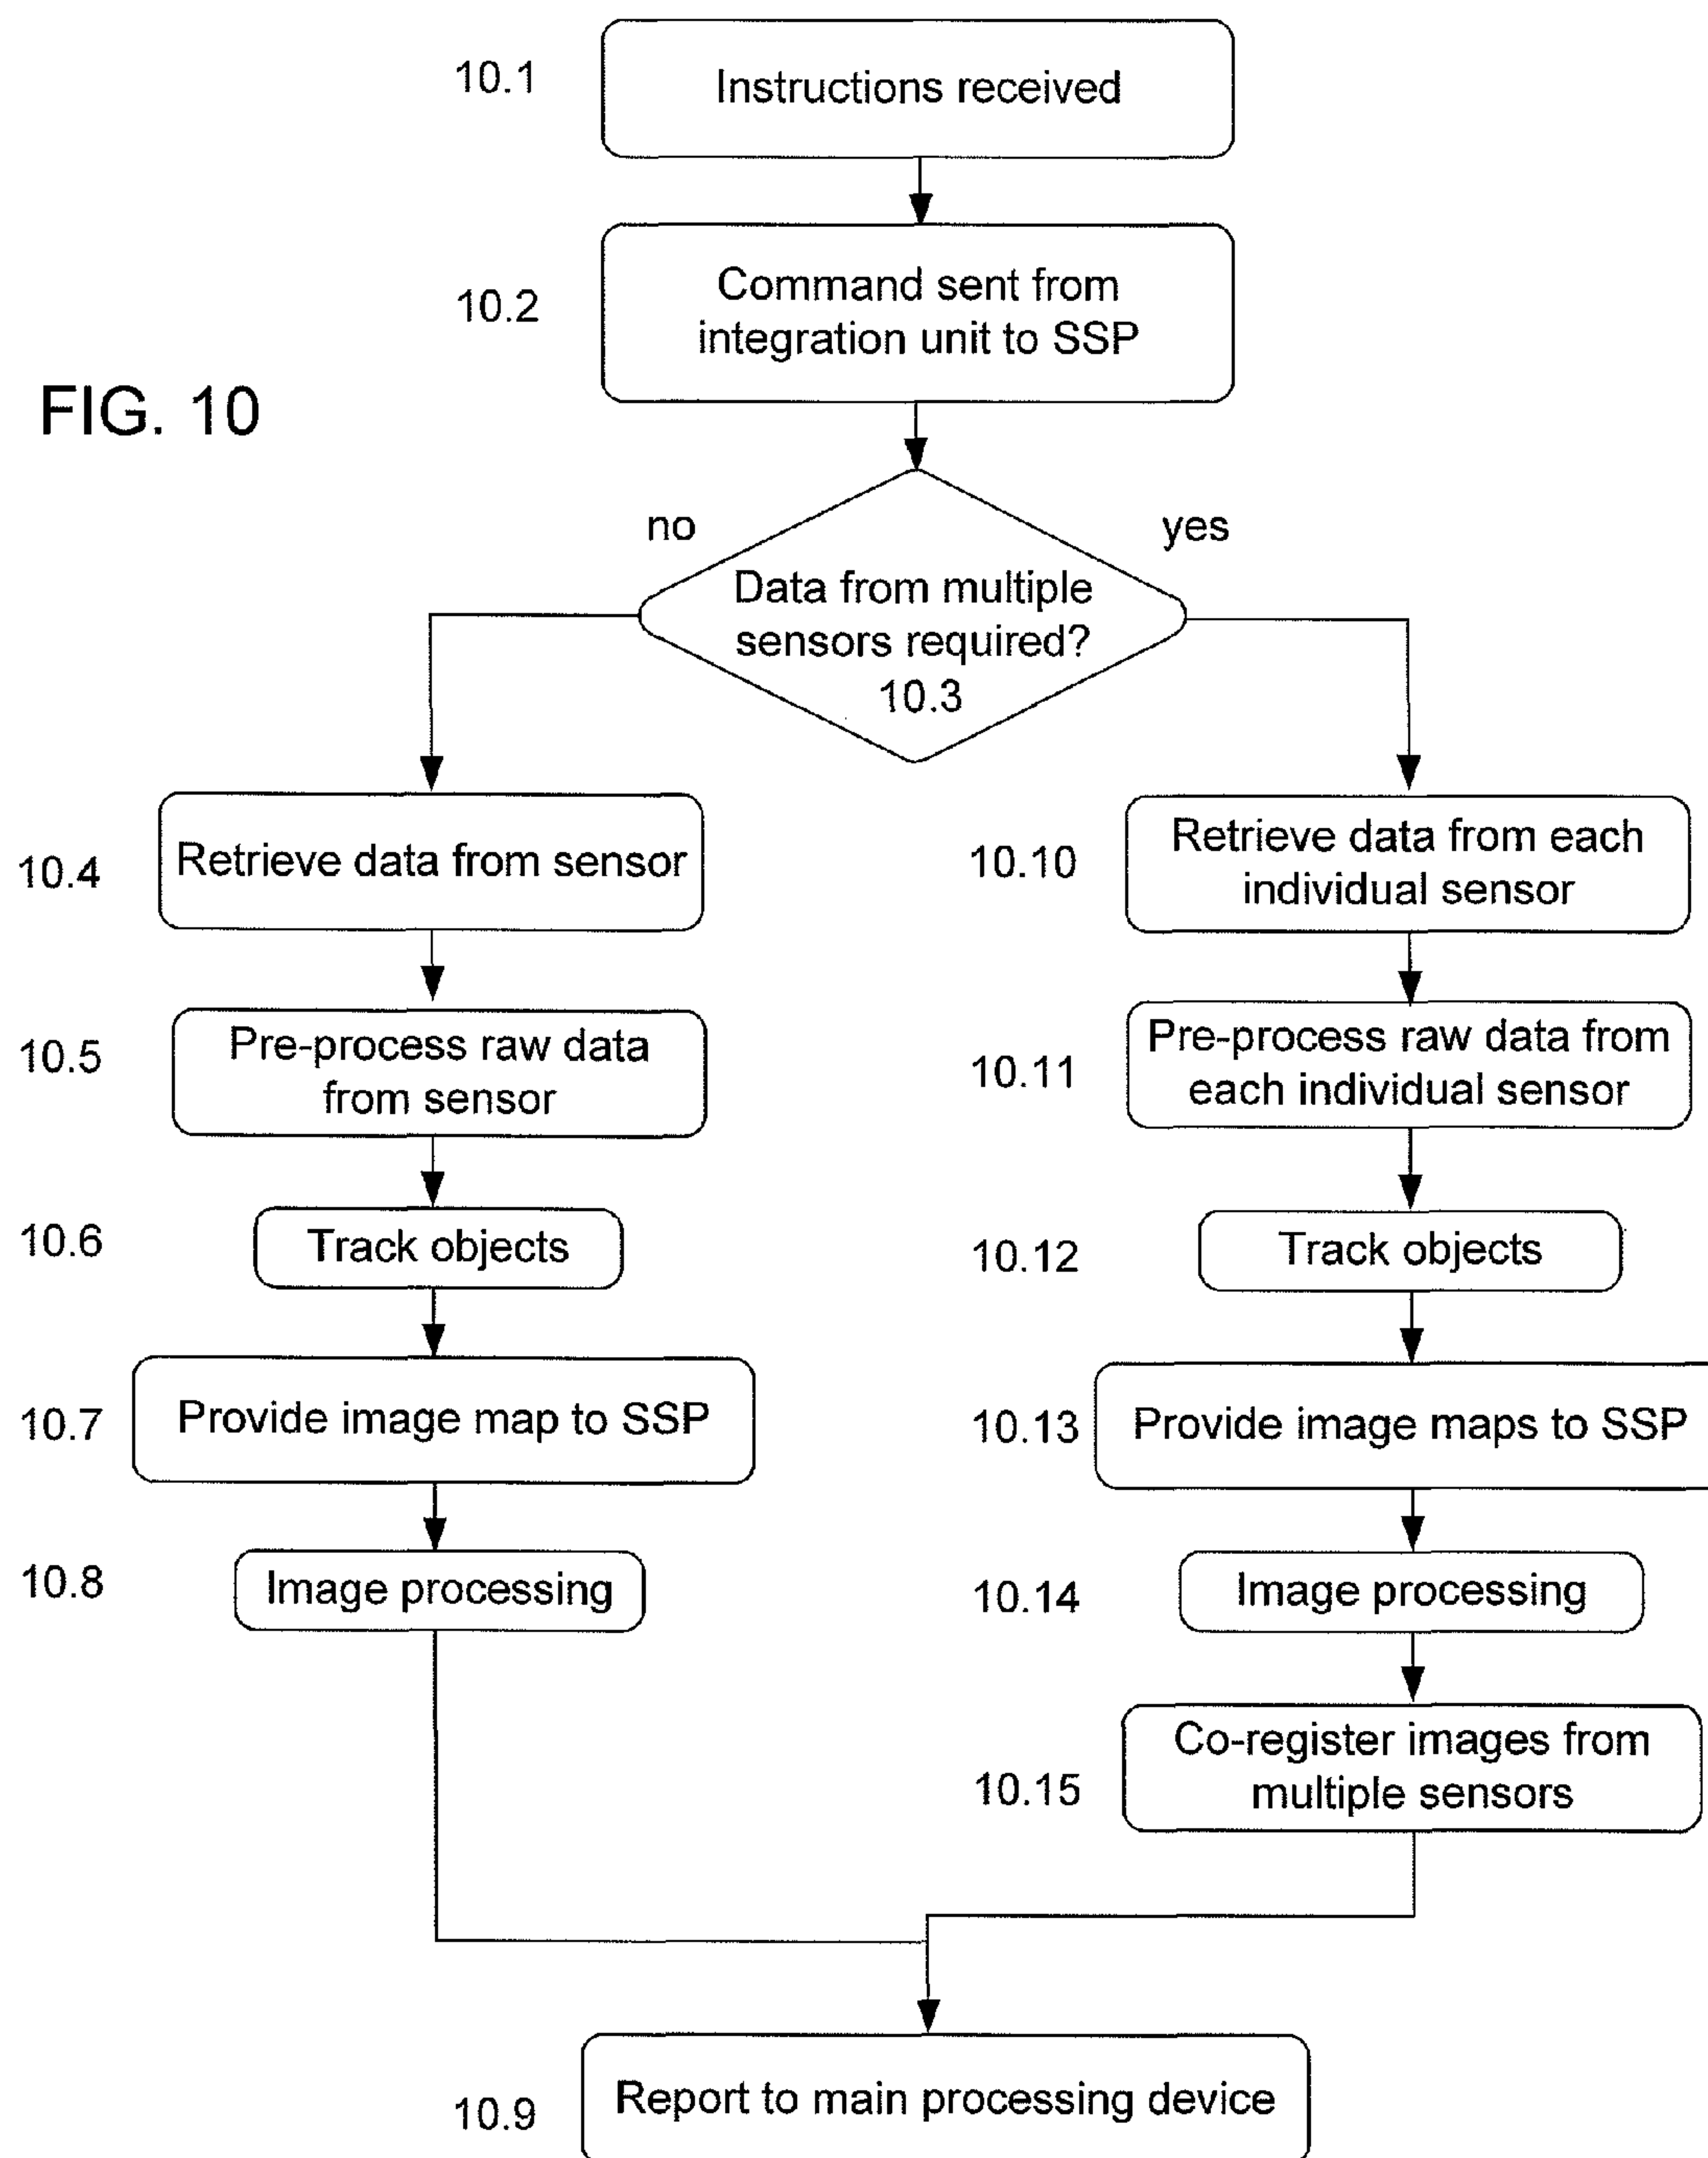 10.1
Instructions received
10.2
Command sent from
integration unit to SSP
FIG. 10
no
yes
Data from multiple
sensors required?
10.3
10.4
Retrieve data from sensor
10.10
Retrieve data from each
individual sensor
10.5
Pre-process raw data
from sensor
10.11
Pre-process raw data from
each individual sensor
10.6
Track objects
10.12
Track objects
10.7
Provide image map to SSP
10.13
Provide image maps to SSP
10.8
Image processing
10.14
Image processing
10.15
Co-register images from
multiple sensors
10.9
Report to main processing device